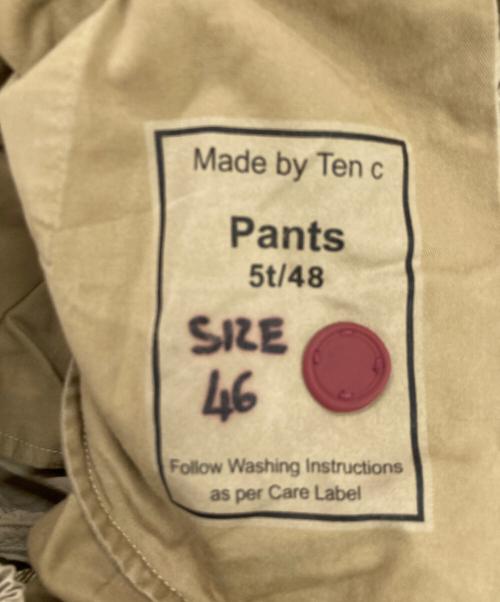 Made by Ten c
Pants
5t/48
SIZE
46
Follow Washing Instructions
as per Care Label